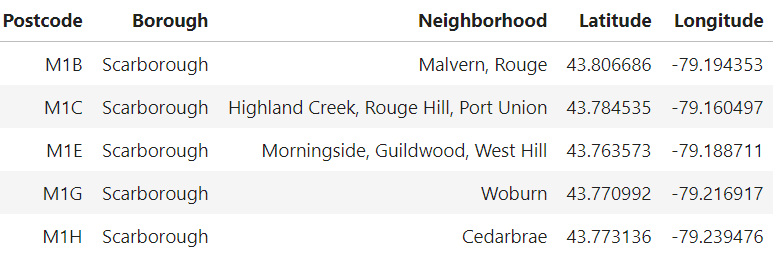 Postcode Borough Neighborhood Latitude Longitude
M1B Scarborough Malvern, Rouge 43.806686 -79.194353
M1C Scarborough Highland Creek, Rouge Hill, Port Union 43.784535 -79.160497
M1E Scarborough Morningside, Guildwood, West Hill 43.763573 -79.188711
M1G Scarborough Woburn 43.770992 -79.216917
M1H Scarborough Cedarbrae 43.773136 -79.239476